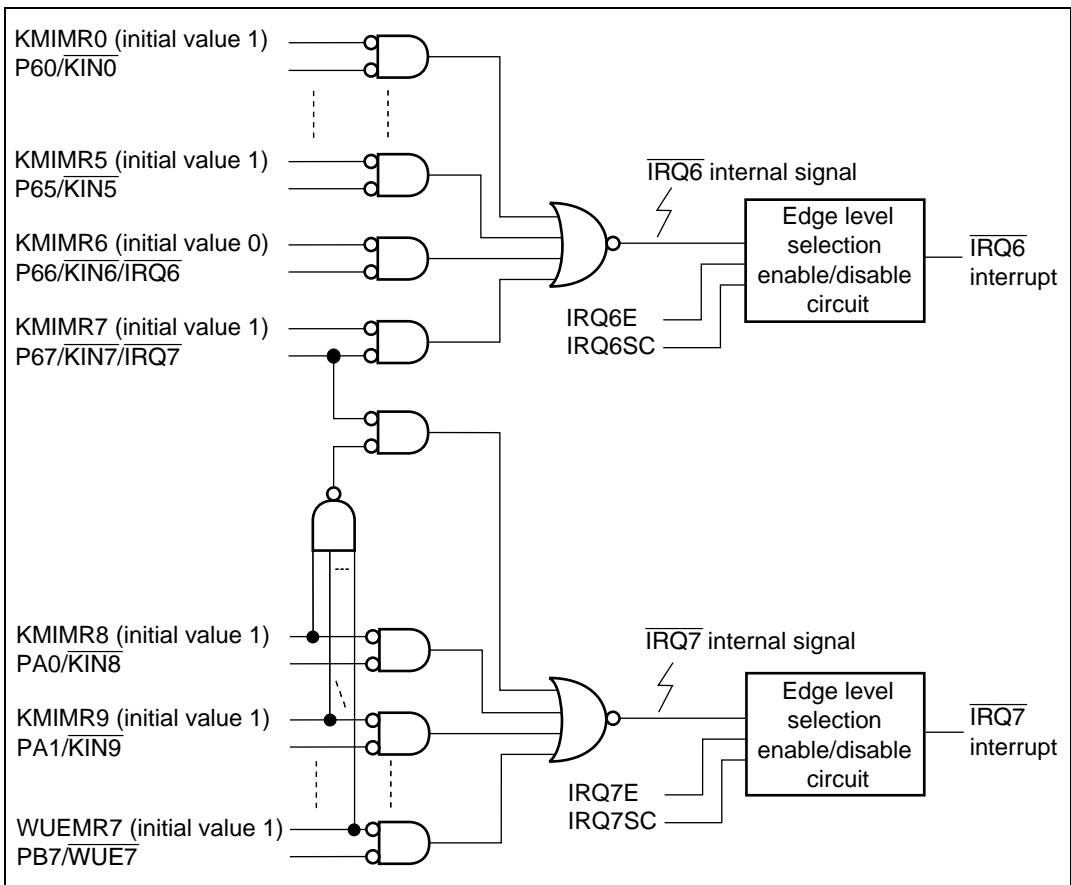 KMIMR0 (initial value 1)
P60/KIN0
KMIMR5 (initial value 1)
P65/KIN5
KMIMR6 (initial value 0)
P66/KIN6/IRQ6
KMIMR7 (initial value 1)
P67/KIN7/IRQ7
IRQ6 internal signal
Edge level
selection
enable/disable
circuit
IRQ6
interrupt
IRQ6E
IRQ6SC
KMIMR8 (initial value 1)
PA0/KIN8
KMIMR9 (initial value 1)
PA1/KIN9
WUEMR7 (initial value 1)
PB7/WUE7
IRQ7 internal signal
Edge level
selection
enable/disable
circuit
IRQ7
interrupt
IRQ7E
IRQ7SC